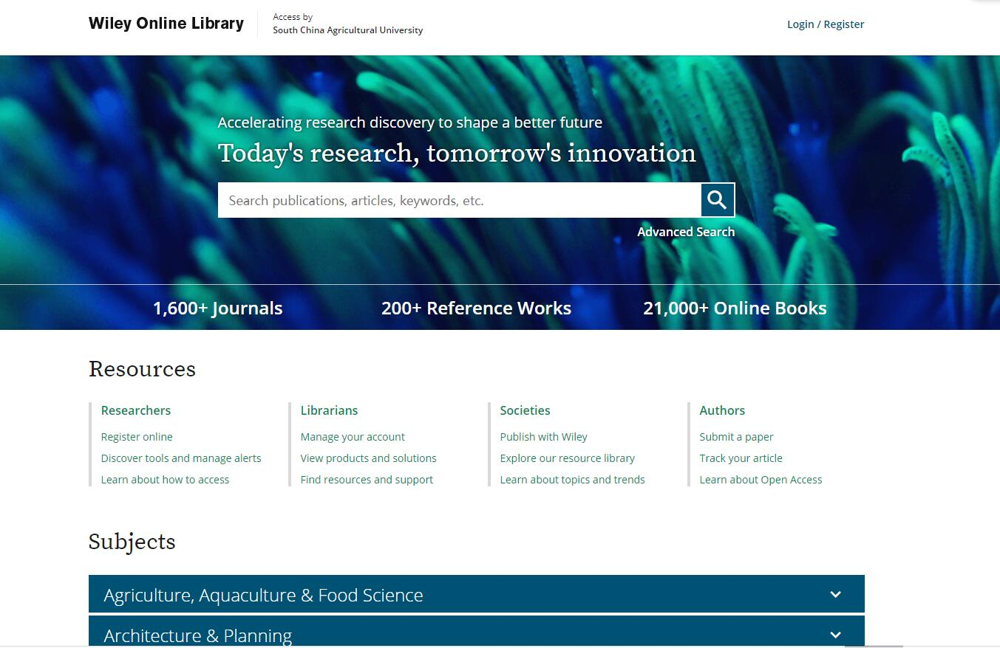 Wiley Online Library
Access by
South China Agricultural University
Login / Register
Accelerating research discovery to shape a better future
Today's research, tomorrow's innovation
Search publications, articles, keywords, etc.
Advanced Search
1,600+ Journals
200+ Reference Works
21,000+ Online Books
Resources
Researchers
Register online
Discover tools and manage alerts
Learn about how to access
Librarians
Manage your account
View products and solutions
Find resources and support
Societies
Publish with Wiley
Explore our resource library
Learn about topics and trends
Authors
Submit a paper
Track your article
Learn about Open Access
Subjects
Agriculture, Aquaculture & Food Science
Architecture & Planning